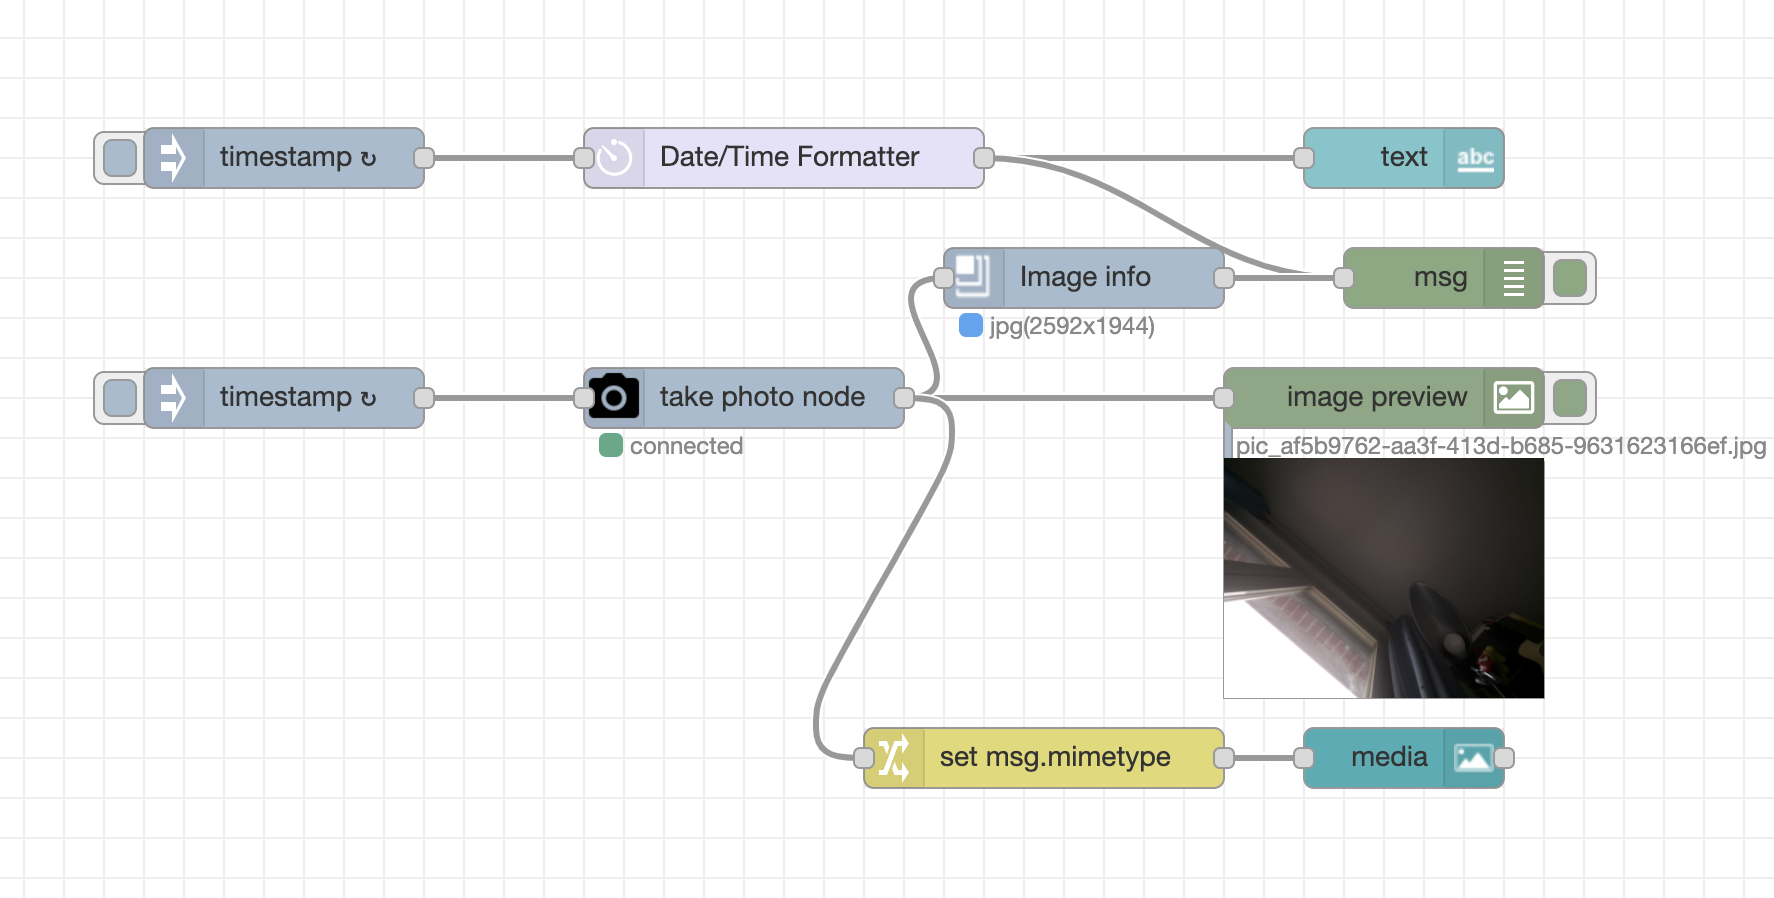 timestamp ↻
Date/Time Formatter
text
abc
Image info
msg
jpg(2592x1944)
timestamp ↻
take photo node
image preview
connected
pic_af5b9762-aa3f-413d-b685-9631623166ef.jpg
set msg.mimetype
media